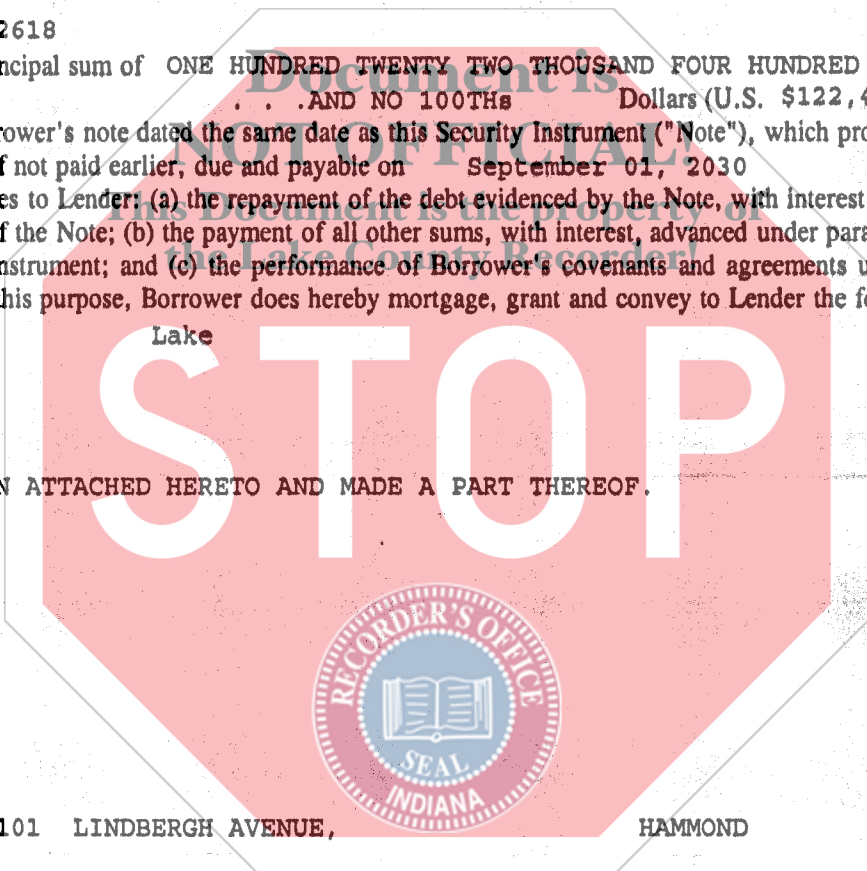 2618
ncipal sum of ONE HUNDRED TWENTY TWO THOUSAND FOUR HUNDRED
Document is
. . .AND NO 100THs Dollars (U.S. $122,4
rower's note dated the same date as this Security Instrument ("Note"), which pro
NOT OFFICIAL!
f not paid earlier, due and payable on September 01, 2030
es to Lender: (a) the repayment of the debt evidenced by the Note, with interest
This Document is the property of
f the Note; (b) the payment of all other sums, with interest, advanced under para
the Lake County Recorder!
nstrument; and (c) the performance of Borrower's covenants and agreements u
his purpose, Borrower does hereby mortgage, grant and convey to Lender the fo
Lake
STOP
N ATTACHED HERETO AND MADE A PART THEREOF.
RECORDER'S OFFICE
SEAL
INDIANA
101 LINDBERGH AVENUE, HAMMOND